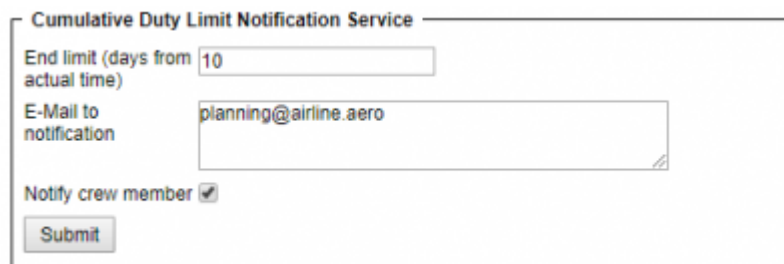 Cumulative Duty Limit Notification Service
End limit (days from
actual time)
10
E-Mail to
notification
planning@airline.aero
Notify crew member
Submit